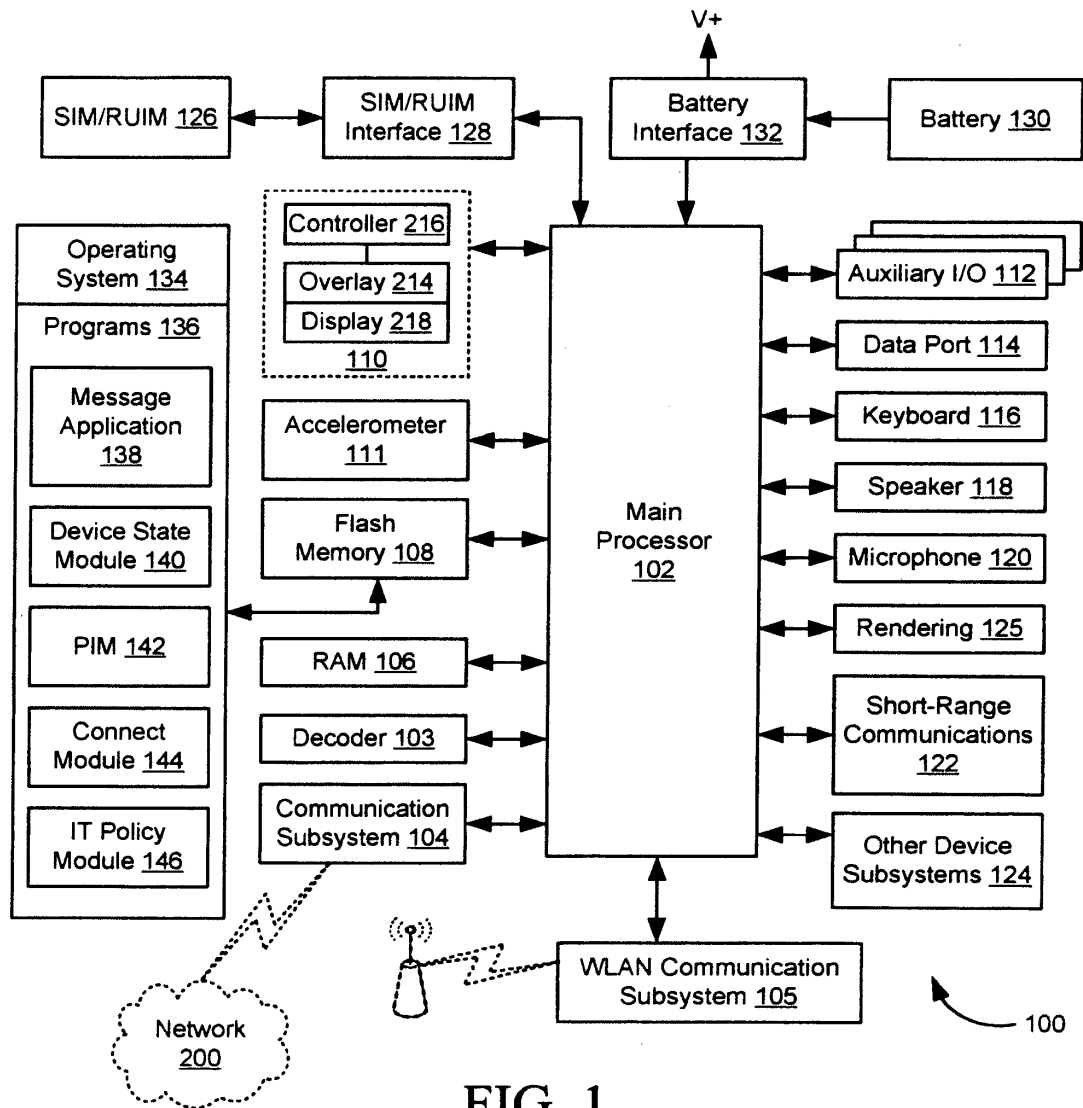 V+
SIM/RUIM 126
SIM/RUIM
Interface 128
Battery
Interface 132
Battery 130
Operating
System 134
Programs 136
Message
Application
138
Device State
Module 140
PIM 142
Connect
Module 144
IT Policy
Module 146
Controller 216
Overlay 214
Display 218
110
Accelerometer
111
Flash
Memory 108
RAM 106
Decoder 103
Communication
Subsystem 104
Main
Processor
102
Auxiliary I/O 112
Data Port 114
Keyboard 116
Speaker 118
Microphone 120
Rendering 125
Short-Range
Communications
122
Other Device
Subsystems 124
WLAN Communication
Subsystem 105
Network
200
100
FIG. 1